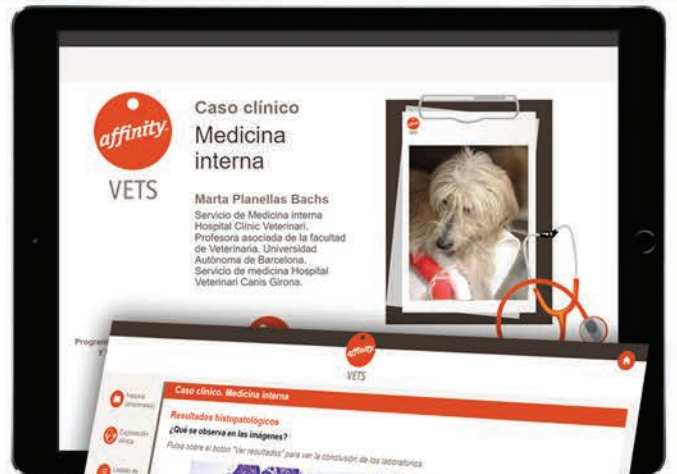 affinity
VETS
Caso clínico
Medicina
interna
Marta Planellas Bachs
Servicio de Medicina interna
Hospital Clínic Veterinari.
Profesora asociada de la facultad
de Veterinaria. Universidad
Autònoma de Barcelona.
Servicio de medicina Hospital
Veterinari Canis Girona.
affinity
VETS
Caso clínico. Medicina interna
Historia
(anamnesis)
Resultados histopatológicos
¿Qué se observa en las imágenes?
Pulsa sobre el botón "Ver resultados" para ver la conclusión de los laboratorios.
Exploración
clínica
Listado de